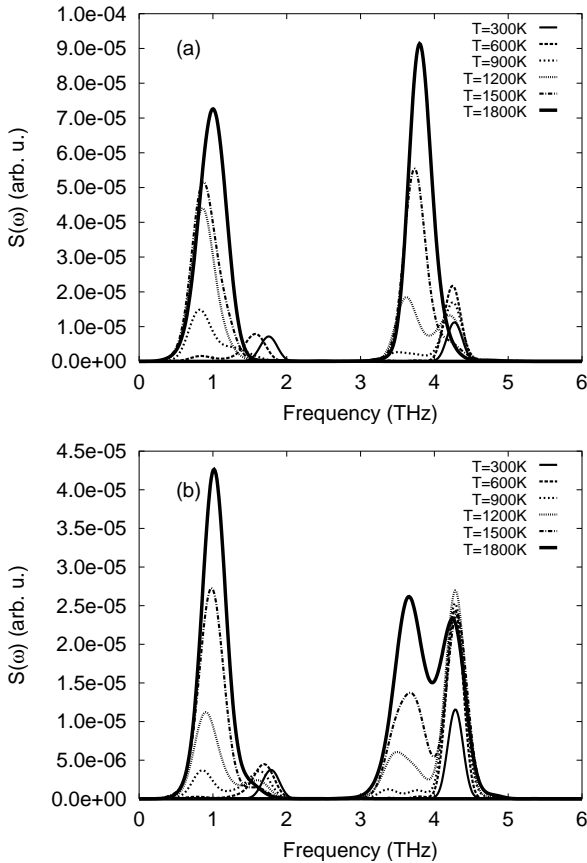 1.0e-04
9.0e-05
8.0e-05
7.0e-05
6.0e-05
5.0e-05
4.0e-05
3.0e-05
2.0e-05
1.0e-05
0.0e+00
S(ω) (arb. u.)
(a)
T=300K
T=600K
T=900K
T=1200K
T=1500K
T=1800K
0 1 2 3 4 5 6
Frequency (THz)
4.5e-05
4.0e-05
3.5e-05
3.0e-05
2.5e-05
2.0e-05
1.5e-05
1.0e-05
5.0e-06
0.0e+00
S(ω) (arb. u.)
(b)
T=300K
T=600K
T=900K
T=1200K
T=1500K
T=1800K
0 1 2 3 4 5 6
Frequency (THz)